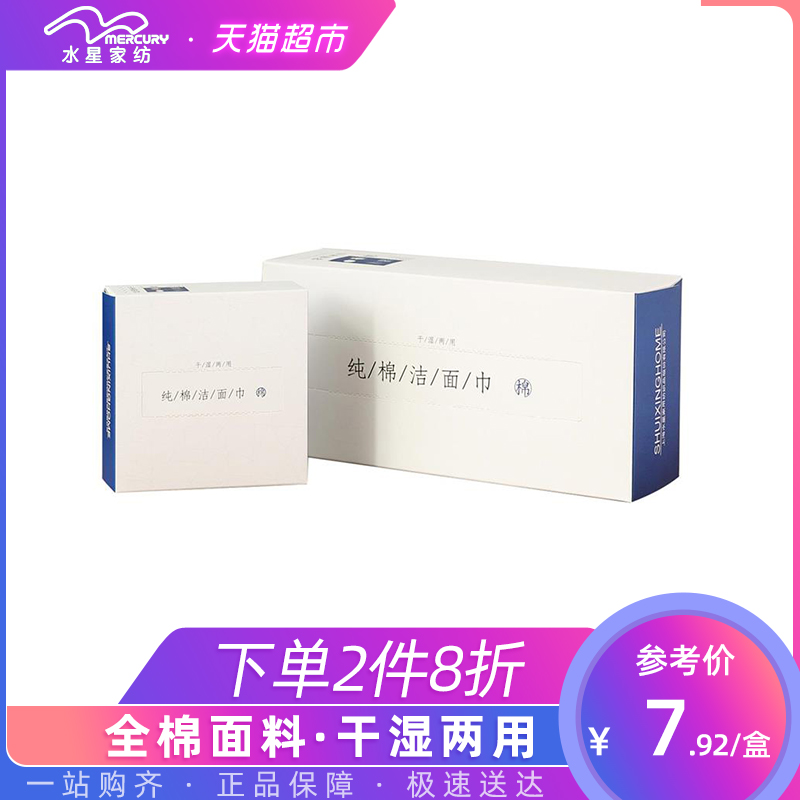 MERCURY
水星家纺 · 天猫超市
干/湿/两/用
纯/棉/洁/面/巾 棉
干/湿/两/用
纯/棉/洁/面/巾 棉
SHUIXINGHOME
下单2件8折
全棉面料·干湿两用
参考价
¥ 7.92/盒
一站购齐 · 正品保障 · 极速送达